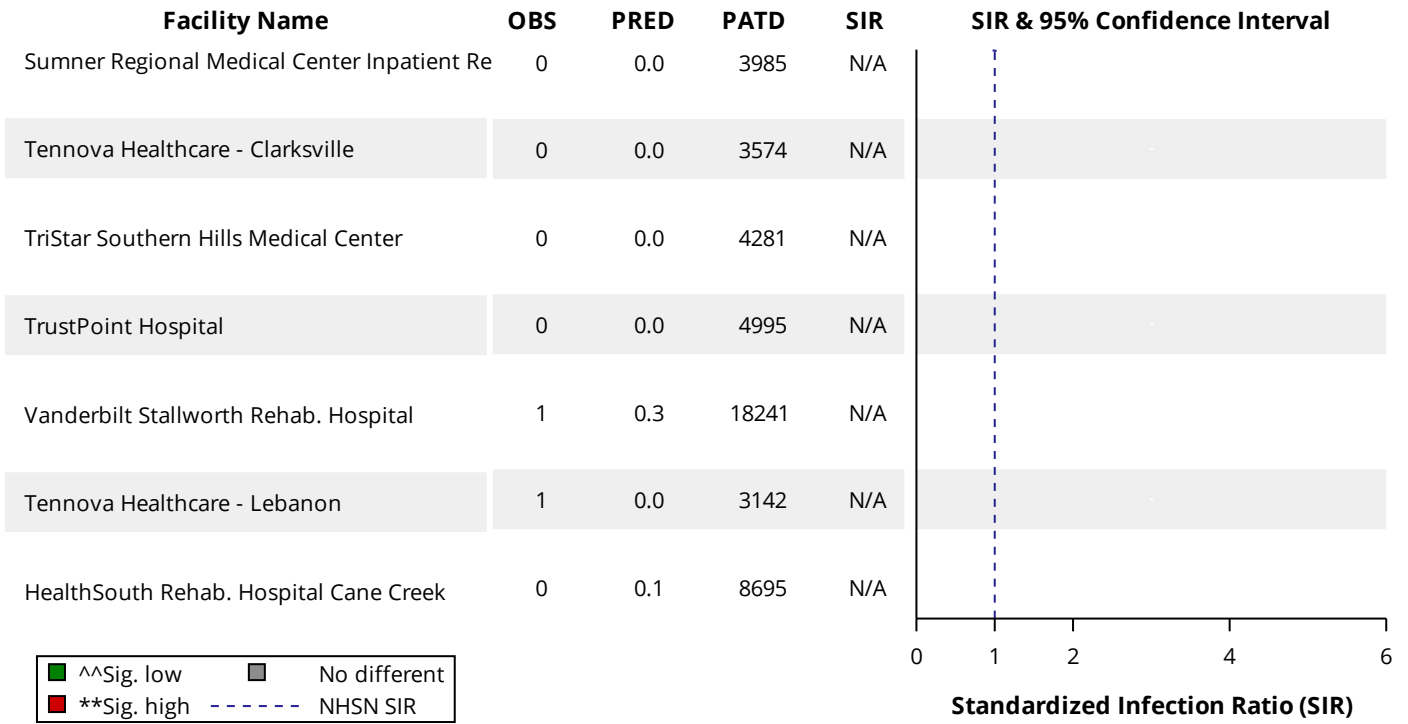 Facility Name OBS PRED PATD SIR SIR & 95% Confidence Interval
Sumner Regional Medical Center Inpatient Re 0 0.0 3985 N/A
Tennova Healthcare - Clarksville 0 0.0 3574 N/A
TriStar Southern Hills Medical Center 0 0.0 4281 N/A
TrustPoint Hospital 0 0.0 4995 N/A
Vanderbilt Stallworth Rehab. Hospital 1 0.3 18241 N/A
Tennova Healthcare - Lebanon 1 0.0 3142 N/A
HealthSouth Rehab. Hospital Cane Creek 0 0.1 8695 N/A
0 1 2 4 6
Standardized Infection Ratio (SIR)
^^Sig. low No different
**Sig. high NHSN SIR